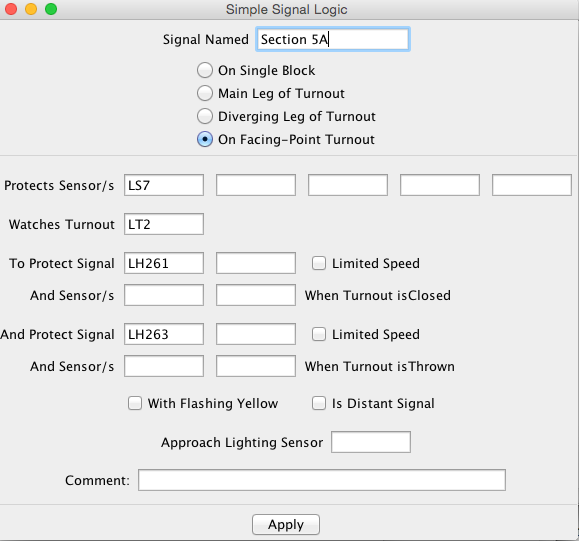 Simple Signal Logic
Signal Named Section 5A
On Single Block
Main Leg of Turnout
Diverging Leg of Turnout
On Facing-Point Turnout
Protects Sensor/s LS7
Watches Turnout LT2
To Protect Signal LH261 Limited Speed
And Sensor/s When Turnout isClosed
And Protect Signal LH263 Limited Speed
And Sensor/s When Turnout isThrown
With Flashing Yellow Is Distant Signal
Approach Lighting Sensor
Comment:
Apply